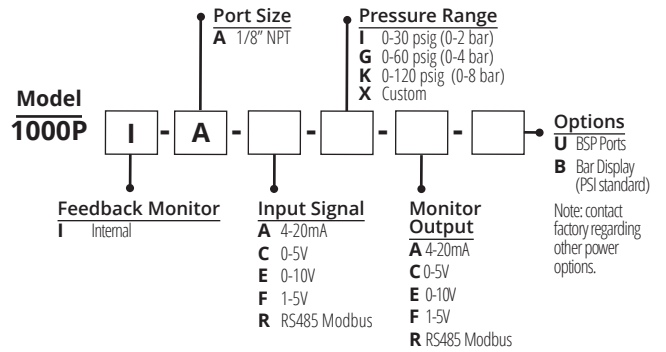 Port Size
A 1/8" NPT
Pressure Range
I 0-30 psig (0-2 bar)
G 0-60 psig (0-4 bar)
K 0-120 psig (0-8 bar)
X Custom
Model
1000P
I - A - - - -
Options
U BSP Ports
B Bar Display
(PSI standard)
Note: contact
factory regarding
other power
options.
Feedback Monitor
I Internal
Input Signal
A 4-20mA
C 0-5V
E 0-10V
F 1-5V
R RS485 Modbus
Monitor
Output
A 4-20mA
C 0-5V
E 0-10V
F 1-5V
R RS485 Modbus